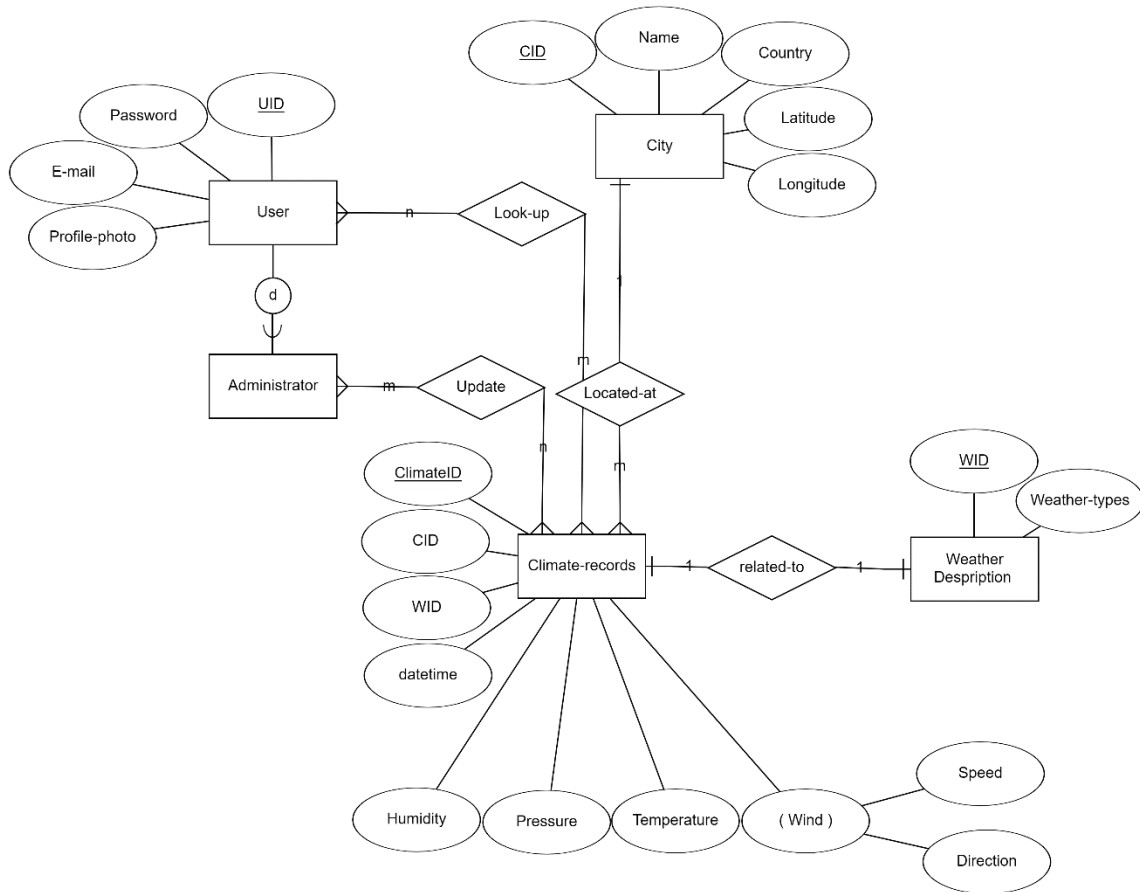 CID
Name
Country
UID
Password
Latitude
City
E-mail
Longitude
User
n
Look-up
Profile-photo
1
d
m
Administrator
m
Update
Located-at
n
m
ClimateID
WID
Weather-types
CID
Climate-records
1
related-to
1
Weather
Despription
WID
datetime
Speed
Humidity
Pressure
Temperature
( Wind )
Direction